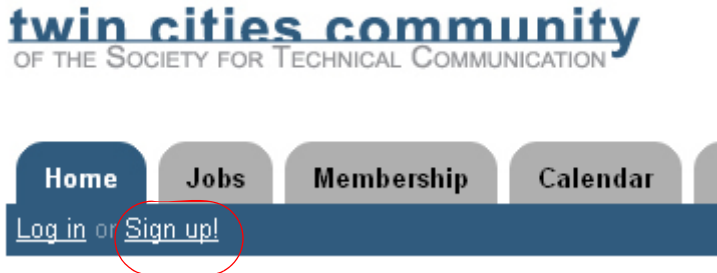 twin cities community
OF THE SOCIETY FOR TECHNICAL COMMUNICATION
Home Jobs Membership Calendar
Log in or Sign up!